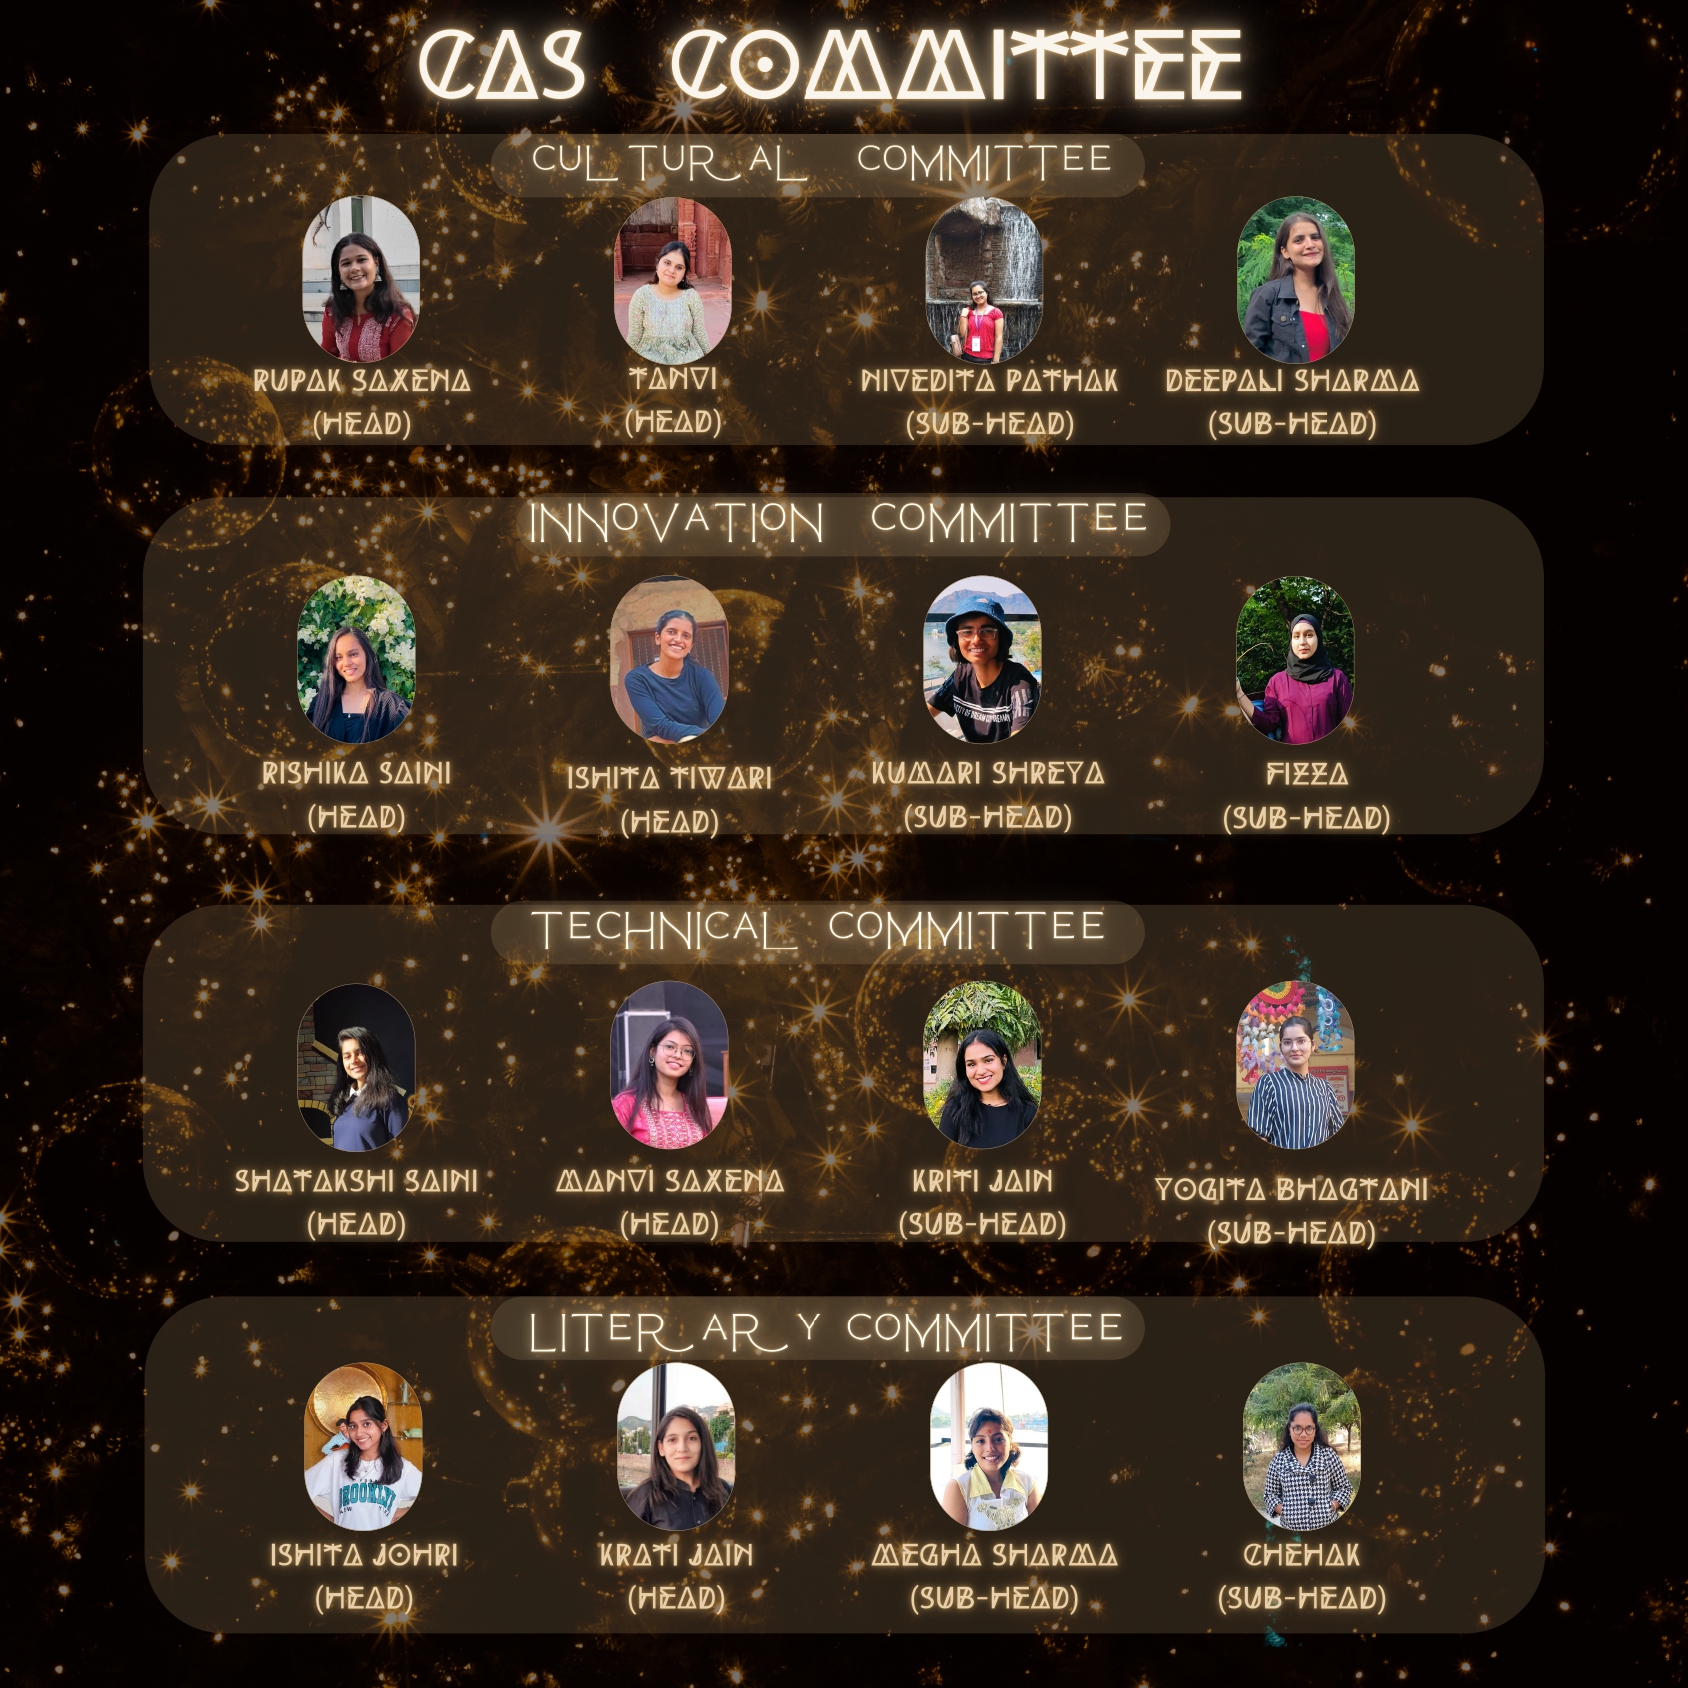 CAS COMMITTEE
CULTURAL COMMITTEE
RUPAK SAXENA
(HEAD)
TANVI
(HEAD)
NIVEDITA PATHAK
(SUB-HEAD)
DEEPALI SHARMA
(SUB-HEAD)
INNOVATION COMMITTEE
RISHIKA SAINI
(HEAD)
ISHITA TIWARI
(HEAD)
KUMARI SHREYA
(SUB-HEAD)
FIZZA
(SUB-HEAD)
TECHNICAL COMMITTEE
SHATAKSHI SAINI
(HEAD)
MANVI SAXENA
(HEAD)
KRITI JAIN
(SUB-HEAD)
YOGITA BHAGTANI
(SUB-HEAD)
LITERARY COMMITTEE
ISHITA JOHRI
(HEAD)
KRATI JAIN
(HEAD)
MEGHA SHARMA
(SUB-HEAD)
CHEHAK
(SUB-HEAD)